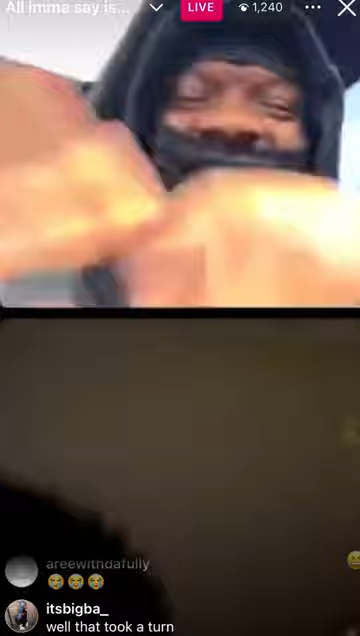 All imma say is...
LIVE
1,240
areewithdafully
😭😭😭
itsbigba_
well that took a turn